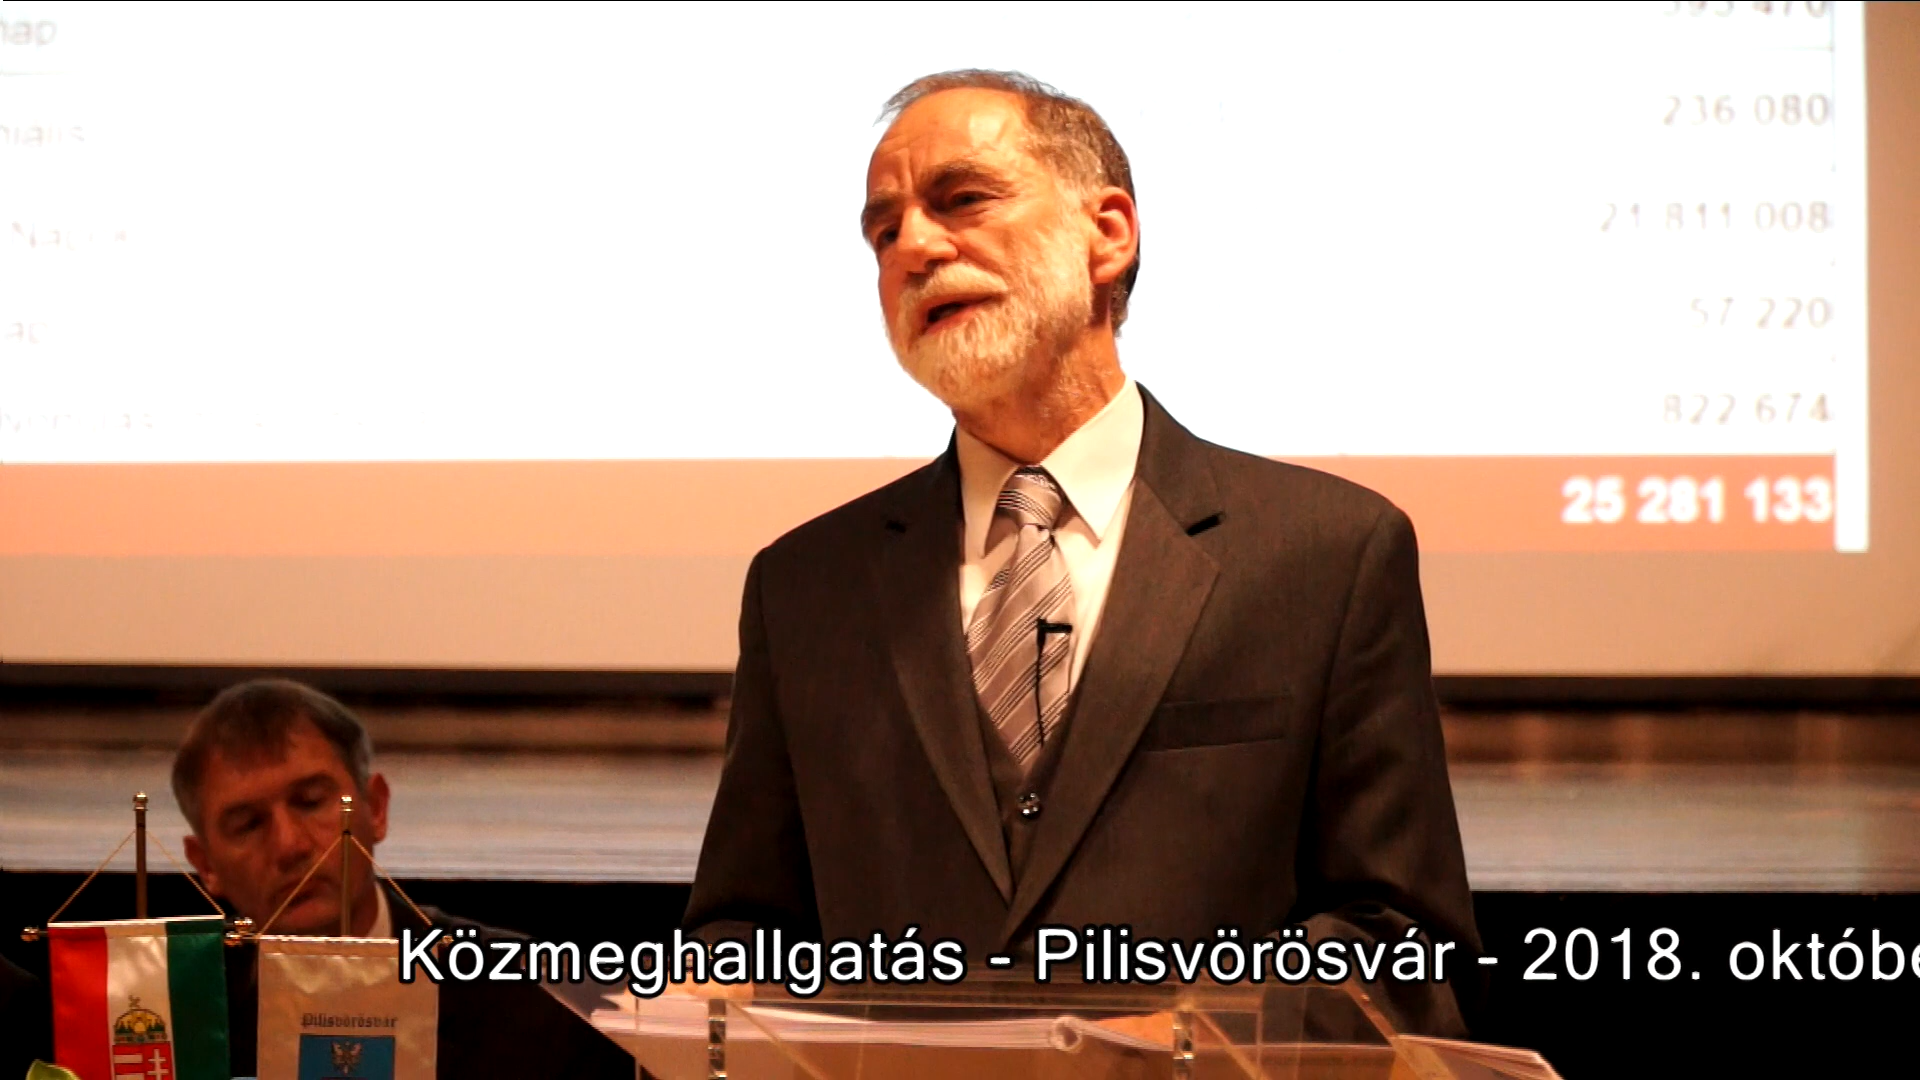 236 080
21 811 008
57 220
822 674
25 281 133
Közmeghallgatás - Pilisvörösvár - 2018. októbe
Pilisvörösvár